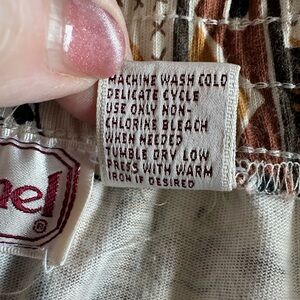 MACHINE WASH COLD
DELICATE CYCLE
USE ONLY NON-
CHLORINE BLEACH
WHEN NEEDED
TUMBLE DRY LOW
PRESS WITH WARM
IRON IF DESIRED
nel
®